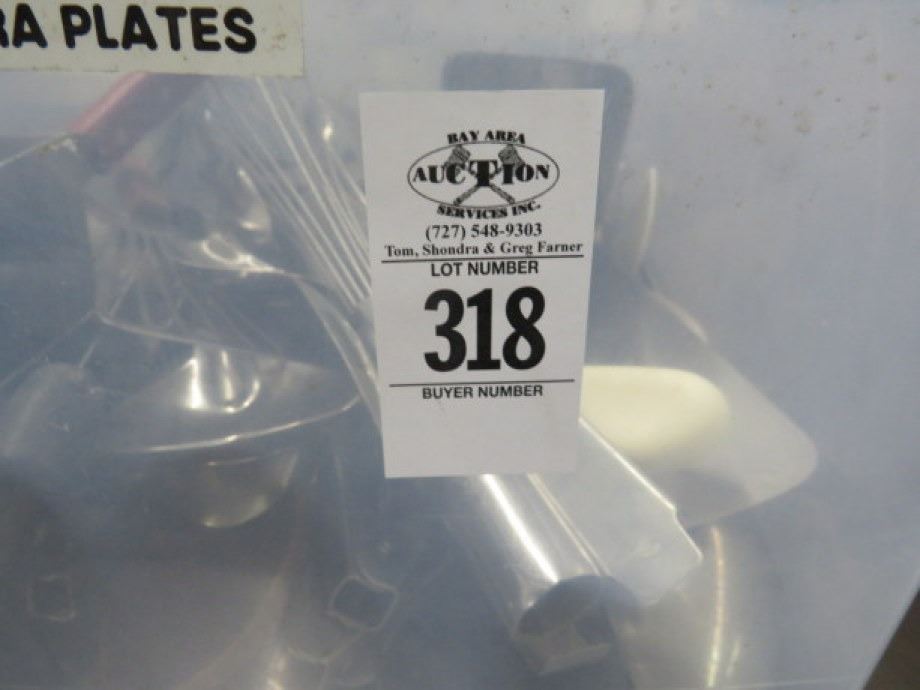 RA PLATES
BAY AREA
AUCTION
SERVICES INC.
(727) 548-9303
Tom, Shondra & Greg Farner
LOT NUMBER
318
BUYER NUMBER